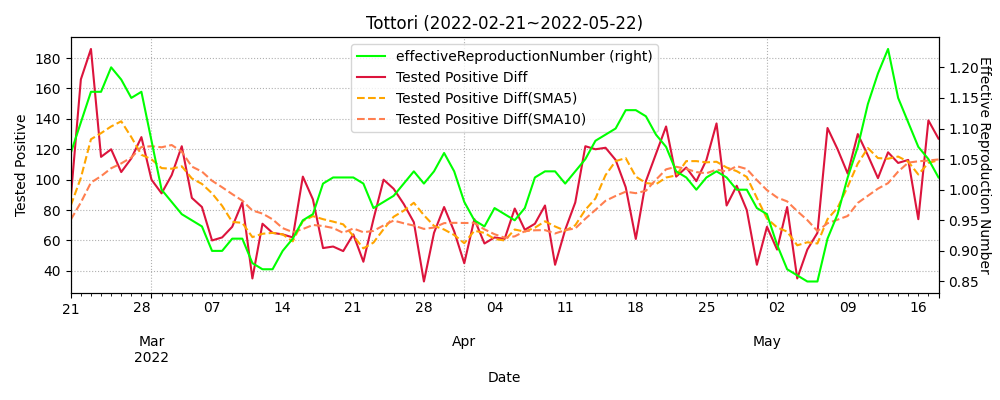 Tottori (2022-02-21~2022-05-22)
effectiveReproductionNumber (right)
Tested Positive Diff
Tested Positive Diff(SMA5)
Tested Positive Diff(SMA10)
Tested Positive
180
160
140
120
100
80
60
40
1.20
1.15
1.10
1.05
1.00
0.95
0.90
0.85
Effective Reproduction Number
21 28 07 14 21 28 04 11 18 25 02 09 16
Mar Apr May
2022
Date